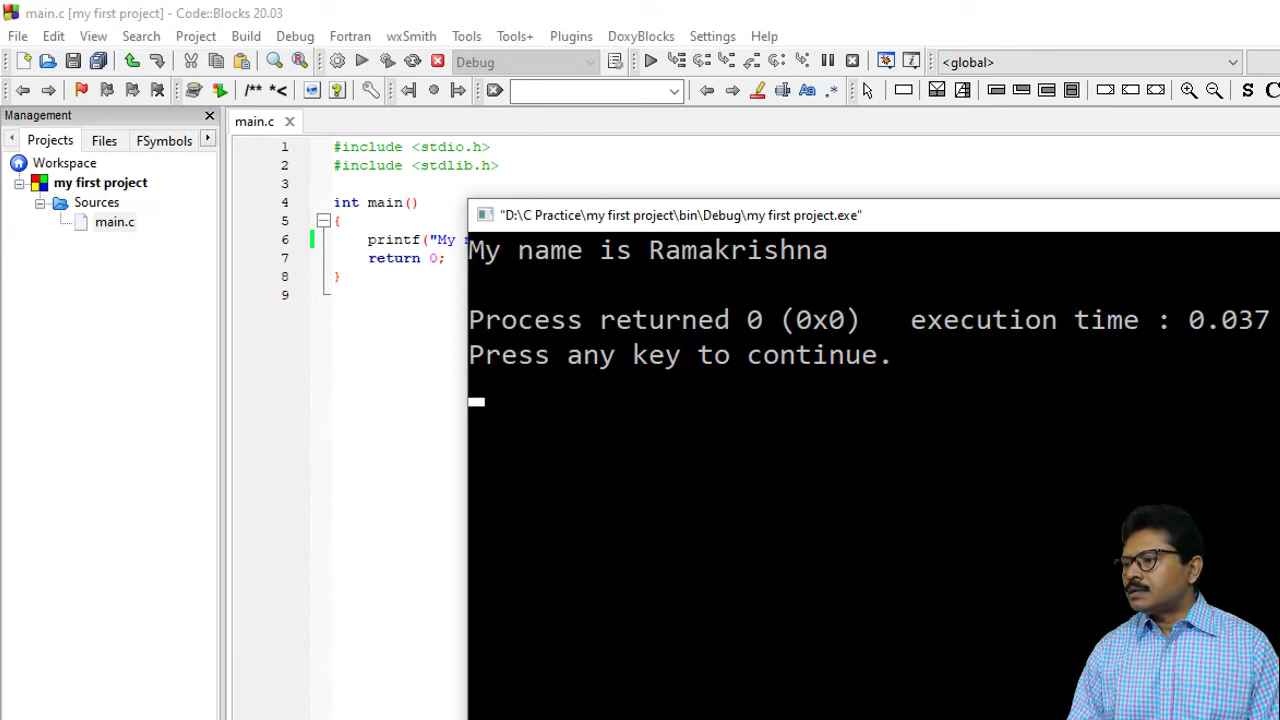 main.c [my first project] - Code::Blocks 20.03
File Edit View Search Project Build Debug Fortran wxSmith Tools Tools+ Plugins DoxyBlocks Settings Help
Debug
<global>
/** *<
Aa
.*
S
C
Management
main.c
Projects Files FSymbols
Workspace
my first project
Sources
main.c
1 #include <stdio.h>
2 #include <stdlib.h>
3
4 int main()
5 {
6 printf("My
7 return 0;
8 }
9
"D:\C Practice\my first project\bin\Debug\my first project.exe"
My name is Ramakrishna
Process returned 0 (0x0) execution time : 0.037
Press any key to continue.